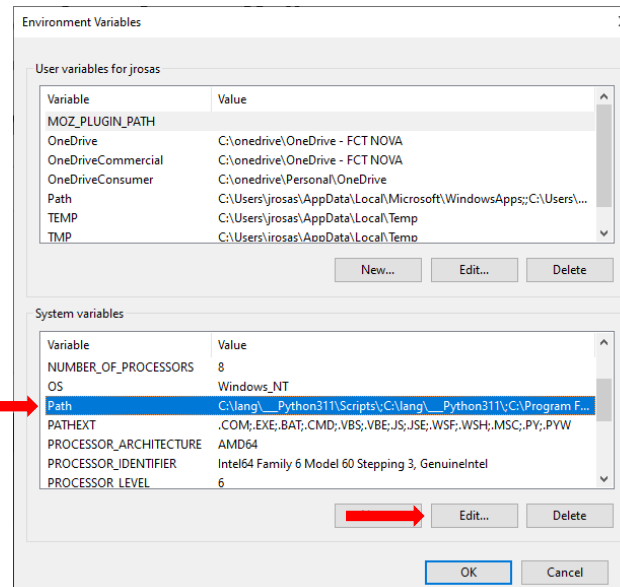 Environment Variables
User variables for jrosas
Variable Value
MOZ_PLUGIN_PATH
OneDrive C:\onedrive\OneDrive - FCT NOVA
OneDriveCommercial C:\onedrive\OneDrive - FCT NOVA
OneDriveConsumer C:\onedrive\Personal\OneDrive
Path C:\Users\jrosas\AppData\Local\Microsoft\WindowsApps;;C:\Users\...
TEMP C:\Users\jrosas\AppData\Local\Temp
TMP C:\Users\jrosas\AppData\Local\Temp
New... Edit... Delete
System variables
Variable Value
NUMBER_OF_PROCESSORS 8
OS Windows_NT
Path C:\lang\___Python311\Scripts\;C:\lang\___Python311\;C:\Program F...
PATHEXT .COM;.EXE;.BAT;.CMD;.VBS;.VBE;.JS;.JSE;.WSF;.WSH;.MSC;.PY;.PYW
PROCESSOR_ARCHITECTURE AMD64
PROCESSOR_IDENTIFIER Intel64 Family 6 Model 60 Stepping 3, GenuineIntel
PROCESSOR_LEVEL 6
Edit... Delete
OK Cancel